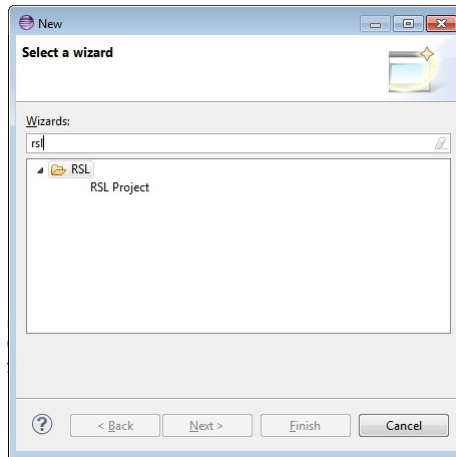 New
Select a wizard
Wizards:
rsl
RSL
RSL Project
?
< Back Next > Finish Cancel